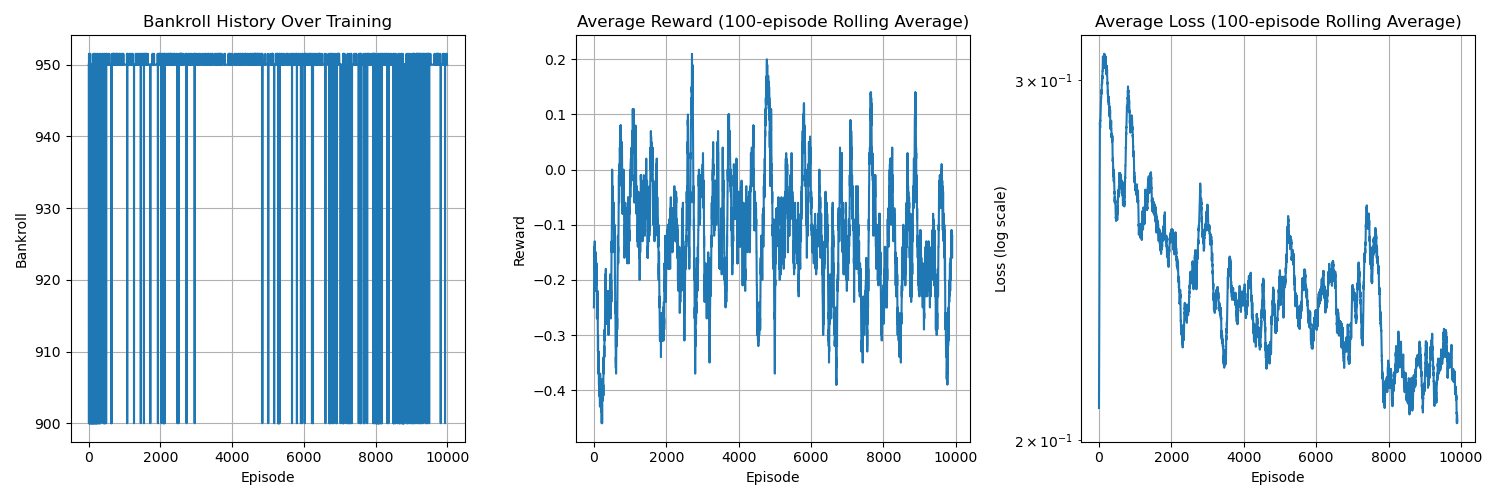 Bankroll History Over Training
950
940
930
920
910
900
Bankroll
0
2000
4000
6000
8000
10000
Episode
Average Reward (100-episode Rolling Average)
0.2
0.1
0.0
−0.1
−0.2
−0.3
−0.4
Reward
0
2000
4000
6000
8000
10000
Episode
Average Loss (100-episode Rolling Average)
3 × 10⁻¹
2 × 10⁻¹
Loss (log scale)
0
2000
4000
6000
8000
10000
Episode